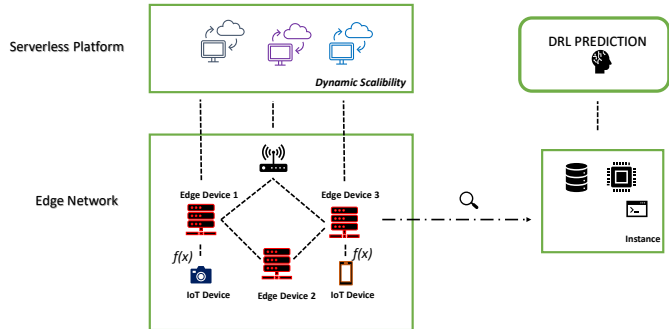 Serverless Platform
Dynamic Scalibility
DRL PREDICTION
Edge Network
Edge Device 1
Edge Device 3
f(x)
f(x)
IoT Device
Edge Device 2
IoT Device
Instance